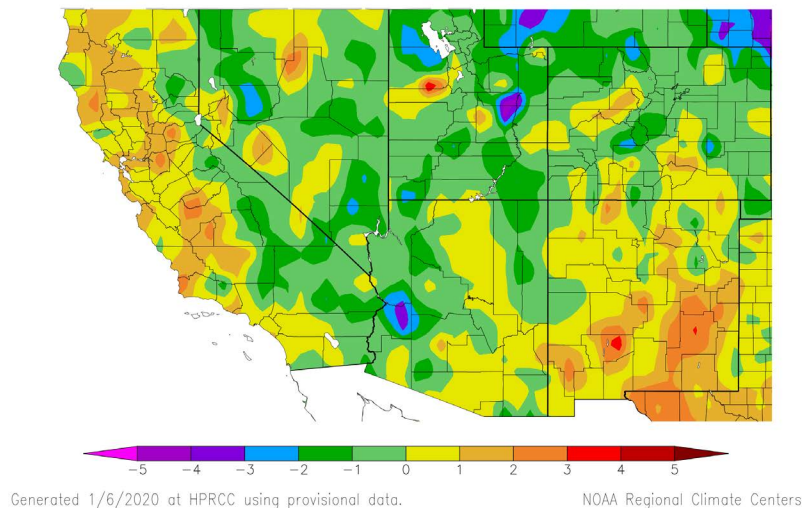 -5 -4 -3 -2 -1 0 1 2 3 4 5
Generated 1/6/2020 at HPRCC using provisional data.
NOAA Regional Climate Centers